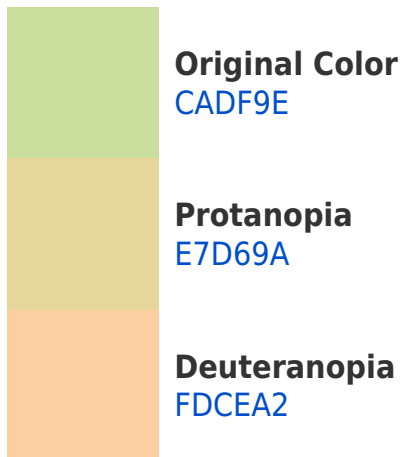 Original Color
CADF9E
Protanopia
E7D69A
Deuteranopia
FDCEA2